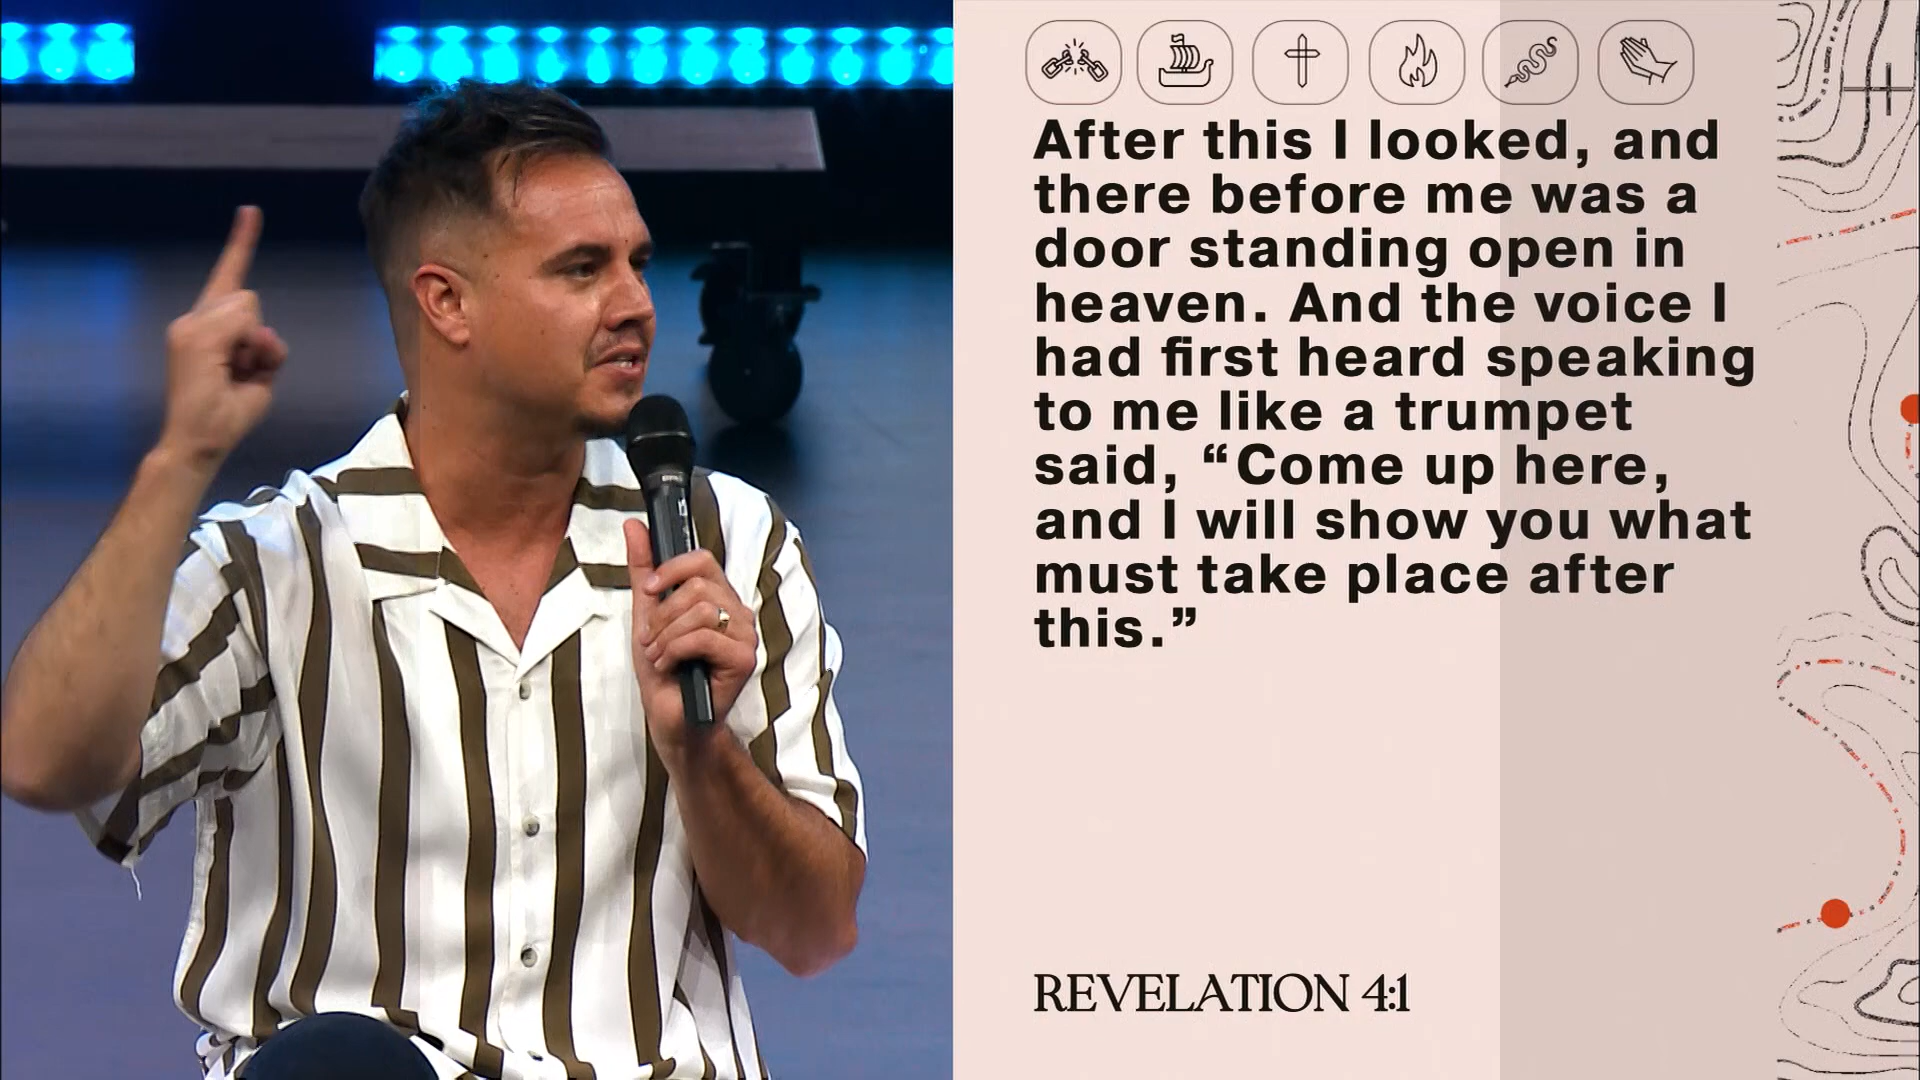 After this I looked, and
there before me was a
door standing open in
heaven. And the voice I
had first heard speaking
to me like a trumpet
said, “Come up here,
and I will show you what
must take place after
this.”
REVELATION 4:1